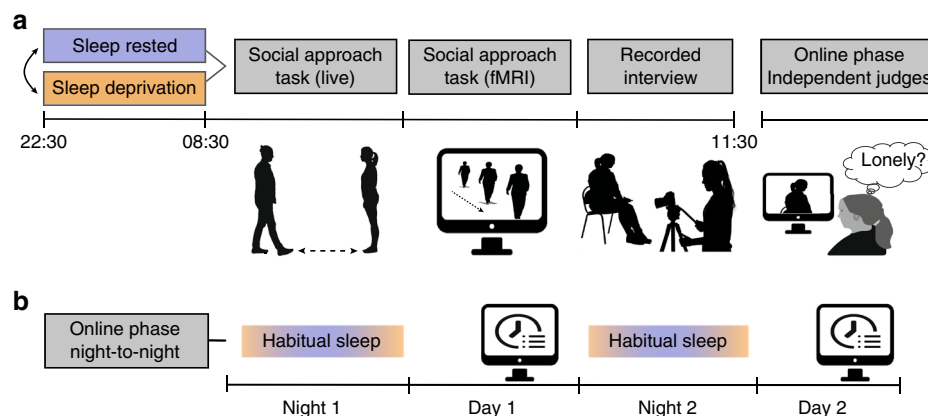 a
Sleep rested
Sleep deprivation
Social approach
task (live)
Social approach
task (fMRI)
Recorded
interview
Online phase
Independent judges
22:30
08:30
11:30
Lonely?
b
Online phase
night-to-night
Habitual sleep
Habitual sleep
Night 1
Day 1
Night 2
Day 2